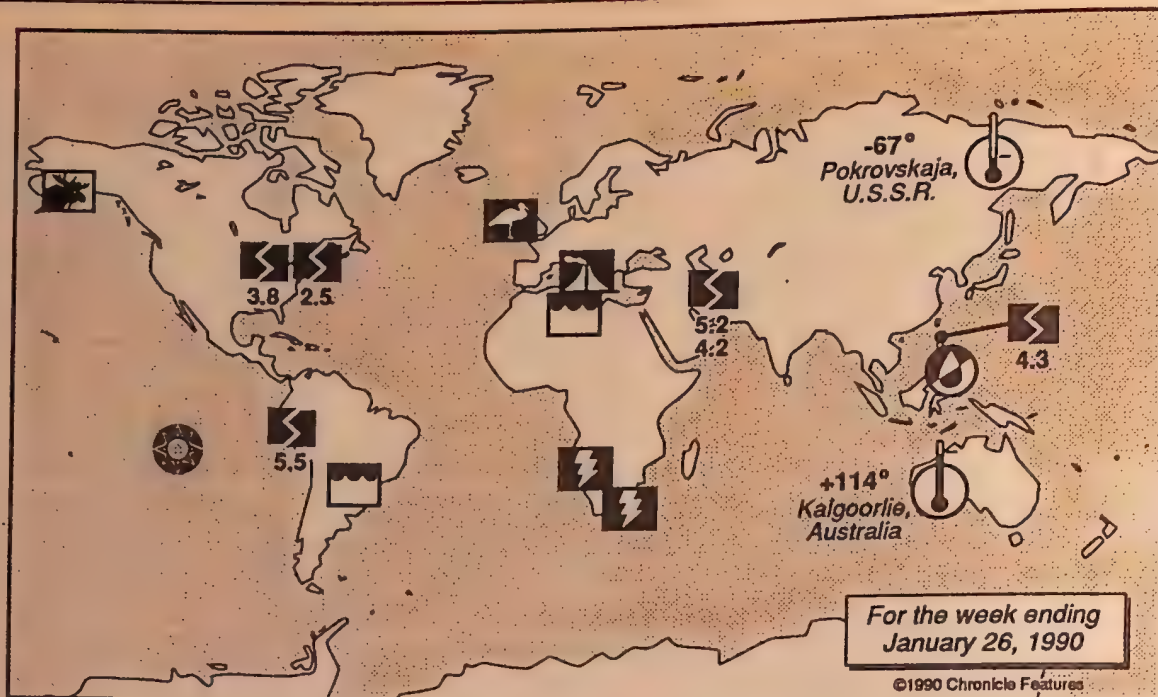 -67°
Pokrovskaja,
U.S.S.R.
3.8 2.5
5.2
4.2
4.3
5.5
+114°
Kalgoorlie,
Australia
For the week ending
January 26, 1990
©1990 Chronicle Features